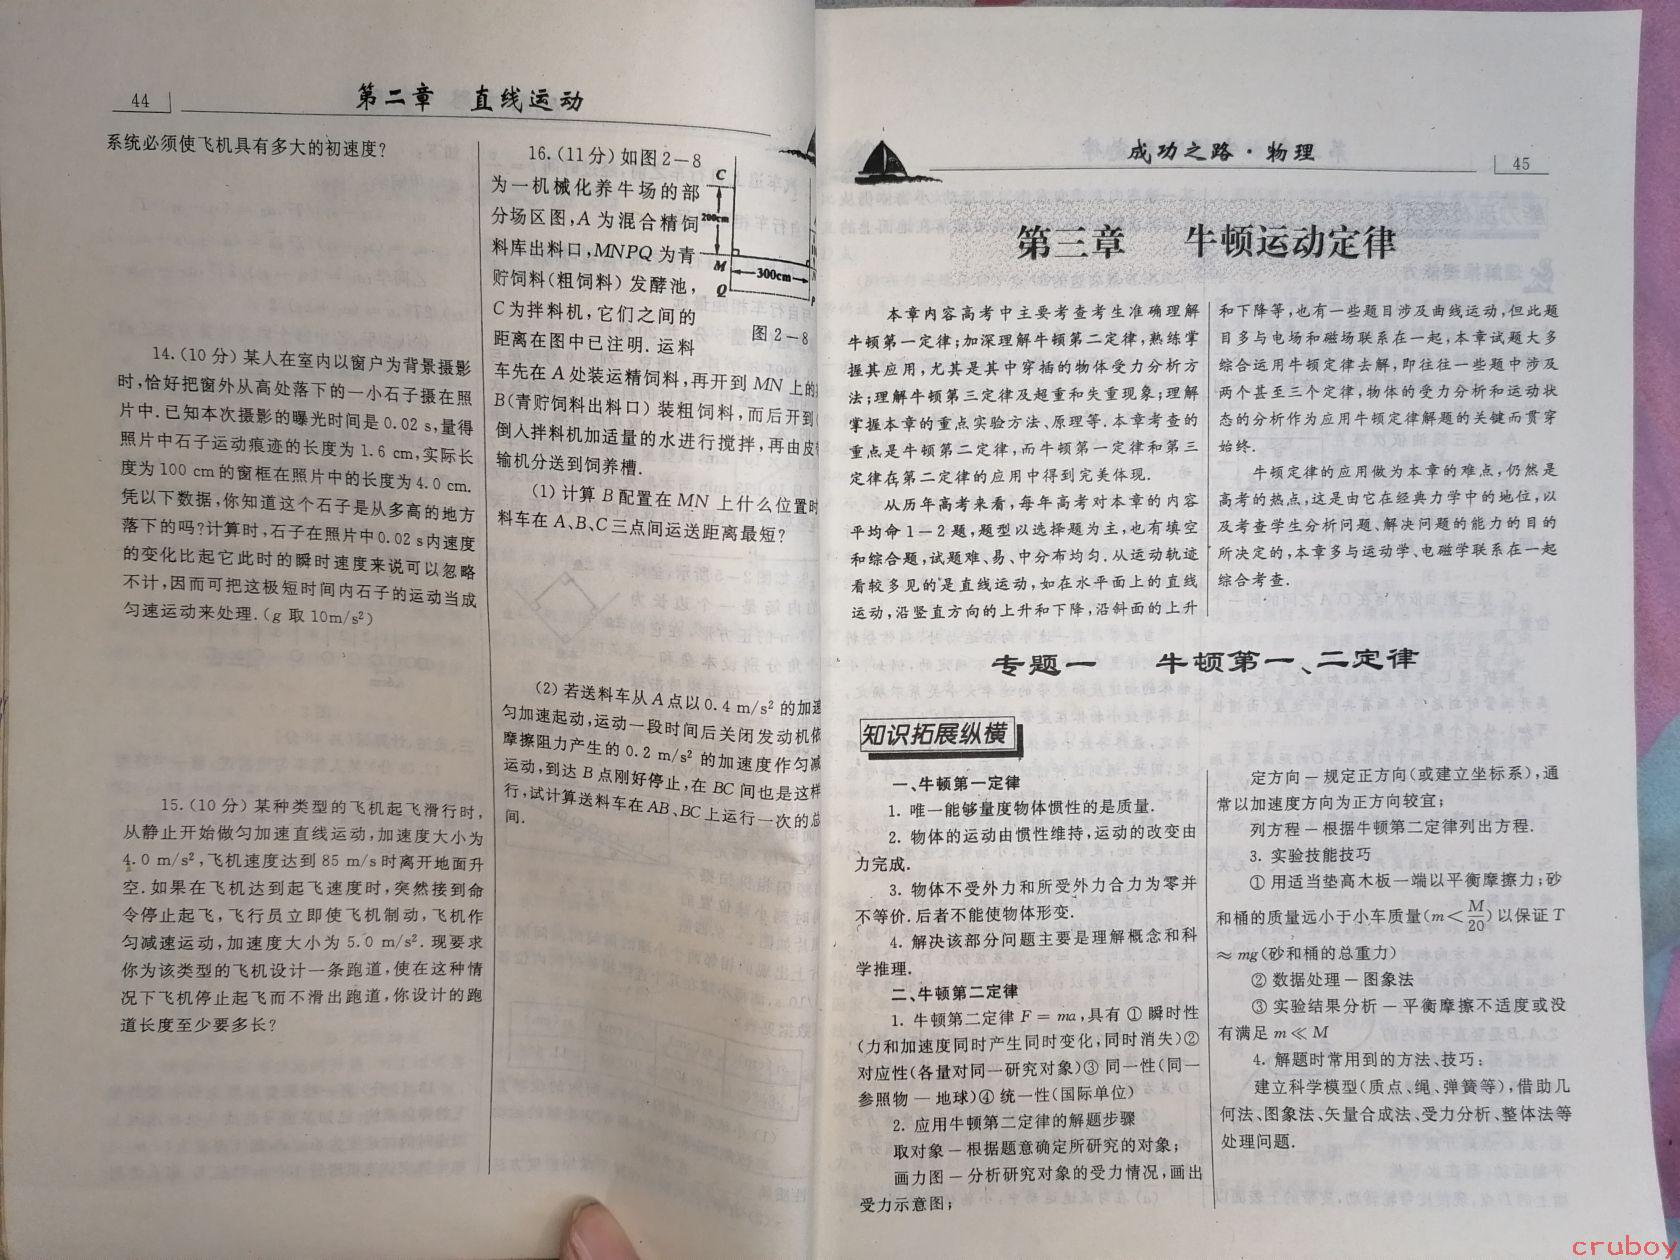 44
第二章 直线运动
系统必须使飞机具有多大的初速度?
14.(10分)某人在室内以窗户为背景摄影
时,恰好把窗外从高处落下的一小石子摄在照
片中.已知本次摄影的曝光时间是0.02 s,量得
照片中石子运动痕迹的长度为1.6 cm,实际长
度为100 cm的窗框在照片中的长度为4.0 cm.
凭以下数据,你知道这个石子是从多高的地方
落下的吗?计算时,石子在照片中0.02 s内速度
的变化比起它此时的瞬时速度来说可以忽略
不计,因而可把这极短时间内石子的运动当成
匀速运动来处理.(g 取 10m/s²)
15.(10分)某种类型的飞机起飞滑行时,
从静止开始做匀加速直线运动,加速度大小为
4.0 m/s²,飞机速度达到 85 m/s 时离开地面升
空.如果在飞机达到起飞速度时,突然接到命
令停止起飞,飞行员立即使飞机制动,飞机作
匀减速运动,加速度大小为 5.0 m/s².现要求
你为该类型的飞机设计一条跑道,使在这种情
况下飞机停止起飞而不滑出跑道,你设计的跑
道长度至少要多长?
16.(11分)如图2-8
为一机械化养牛场的部
分场区图,A 为混合精饲
料库出料口,MNPQ 为青
贮饲料(粗饲料)发酵池,
C为拌料机,它们之间的
距离在图中已注明.运料
车先在 A 处装运精饲料,再开到 MN 上的
B(青贮饲料出料口)装粗饲料,而后开到
倒入拌料机加适量的水进行搅拌,再由皮
输机分送到饲养槽.
C
200cm
M
300cm
Q
图 2-8
(1)计算 B 配置在 MN 上什么位置时
料车在 A、B、C 三点间运送距离最短?
(2)若送料车从 A 点以 0.4 m/s² 的加速
匀加速起动,运动一段时间后关闭发动机依
摩擦阻力产生的 0.2 m/s² 的加速度作匀减
运动,到达 B 点刚好停止,在 BC 间也是这样
行,试计算送料车在AB、BC上运行一次的总
间.
成功之路·物理
45
第三章 牛顿运动定律
本章内容高考中主要考查考生准确理解
牛顿第一定律;加深理解牛顿第二定律,熟练掌
握其应用,尤其是其中穿插的物体受力分析方
法;理解牛顿第三定律及超重和失重现象;理解
掌握本章的重点实验方法、原理等.本章考查的
重点是牛顿第二定律,而牛顿第一定律和第三
定律在第二定律的应用中得到完美体现.
从历年高考来看,每年高考对本章的内容
平均命1-2题,题型以选择题为主,也有填空
和综合题,试题难、易、中分布均匀.从运动轨迹
看较多见的是直线运动,如在水平面上的直线
运动,沿竖直方向的上升和下降,沿斜面的上升
和下降等,也有一些题目涉及曲线运动,但此题
目多与电场和磁场联系在一起,本章试题大多
综合运用牛顿定律去解,即往往一些题中涉及
两个甚至三个定律,物体的受力分析和运动状
态的分析作为应用牛顿定律解题的关键而贯穿
始终.
牛顿定律的应用做为本章的难点,仍然是
高考的热点,这是由它在经典力学中的地位,以
及考查学生分析问题、解决问题的能力的目的
所决定的,本章多与运动学、电磁学联系在一起
综合考查.
专题一 牛顿第一、二定律
知识拓展纵横
一、牛顿第一定律
1. 唯一能够量度物体惯性的是质量.
2. 物体的运动由惯性维持,运动的改变由
力完成.
3. 物体不受外力和所受外力合力为零并
不等价.后者不能使物体形变.
4. 解决该部分问题主要是理解概念和科
学推理.
二、牛顿第二定律
1. 牛顿第二定律 F = ma,具有 ① 瞬时性
(力和加速度同时产生同时变化,同时消失)②
对应性(各量对同一研究对象)③ 同一性(同一
参照物 — 地球)④ 统一性(国际单位)
2. 应用牛顿第二定律的解题步骤
取对象 – 根据题意确定所研究的对象;
画力图 – 分析研究对象的受力情况,画出
受力示意图;
定方向 – 规定正方向(或建立坐标系),通
常以加速度方向为正方向较宜;
列方程 – 根据牛顿第二定律列出方程.
3. 实验技能技巧
① 用适当垫高木板一端以平衡摩擦力;砂
和桶的质量远小于小车质量(m<M/20)以保证 T
≈ mg(砂和桶的总重力)
② 数据处理 – 图象法
③ 实验结果分析 – 平衡摩擦不适度或没
有满足 m ≪ M
4. 解题时常用到的方法、技巧:
建立科学模型(质点、绳、弹簧等),借助几
何法、图象法、矢量合成法、受力分析、整体法等
处理问题.
cruboy